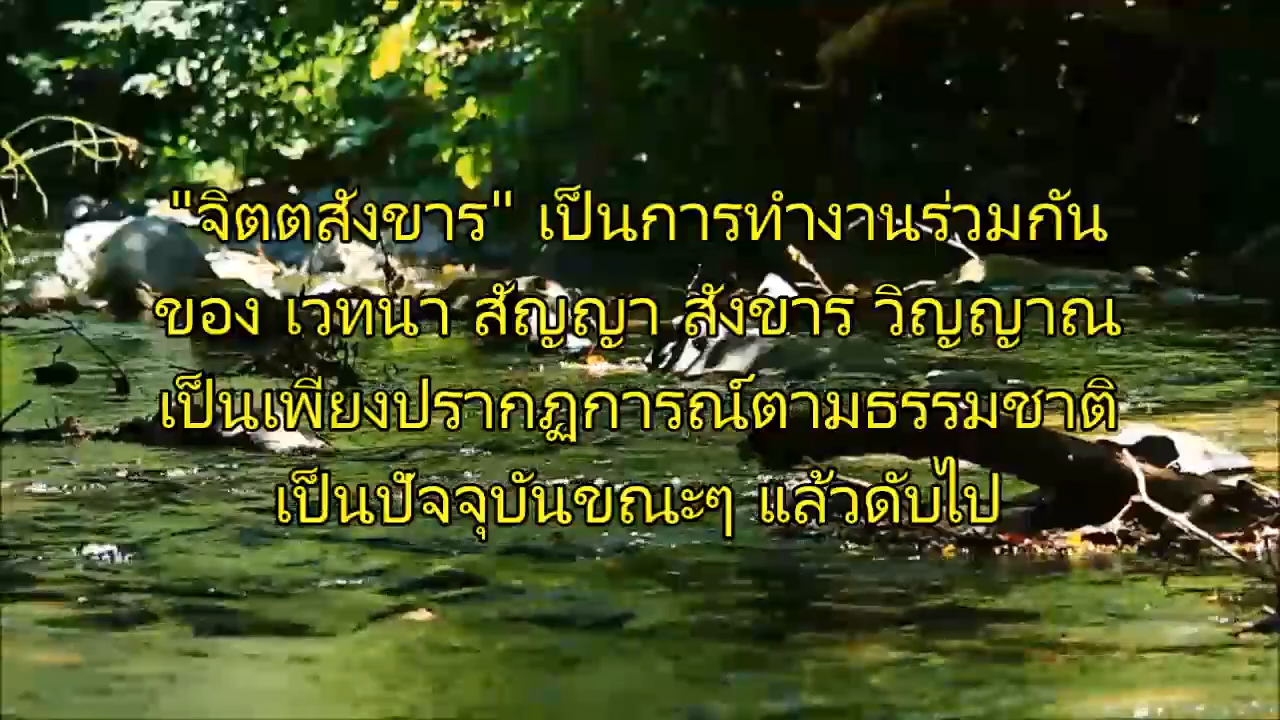 "จิตตสังขาร" เป็นการทำงานร่วมกัน
ของ เวทนา สัญญา สังขาร วิญญาณ
เป็นเพียงปรากฏการณ์ตามธรรมชาติ
เป็นปัจจุบันขณะๆ แล้วดับไป